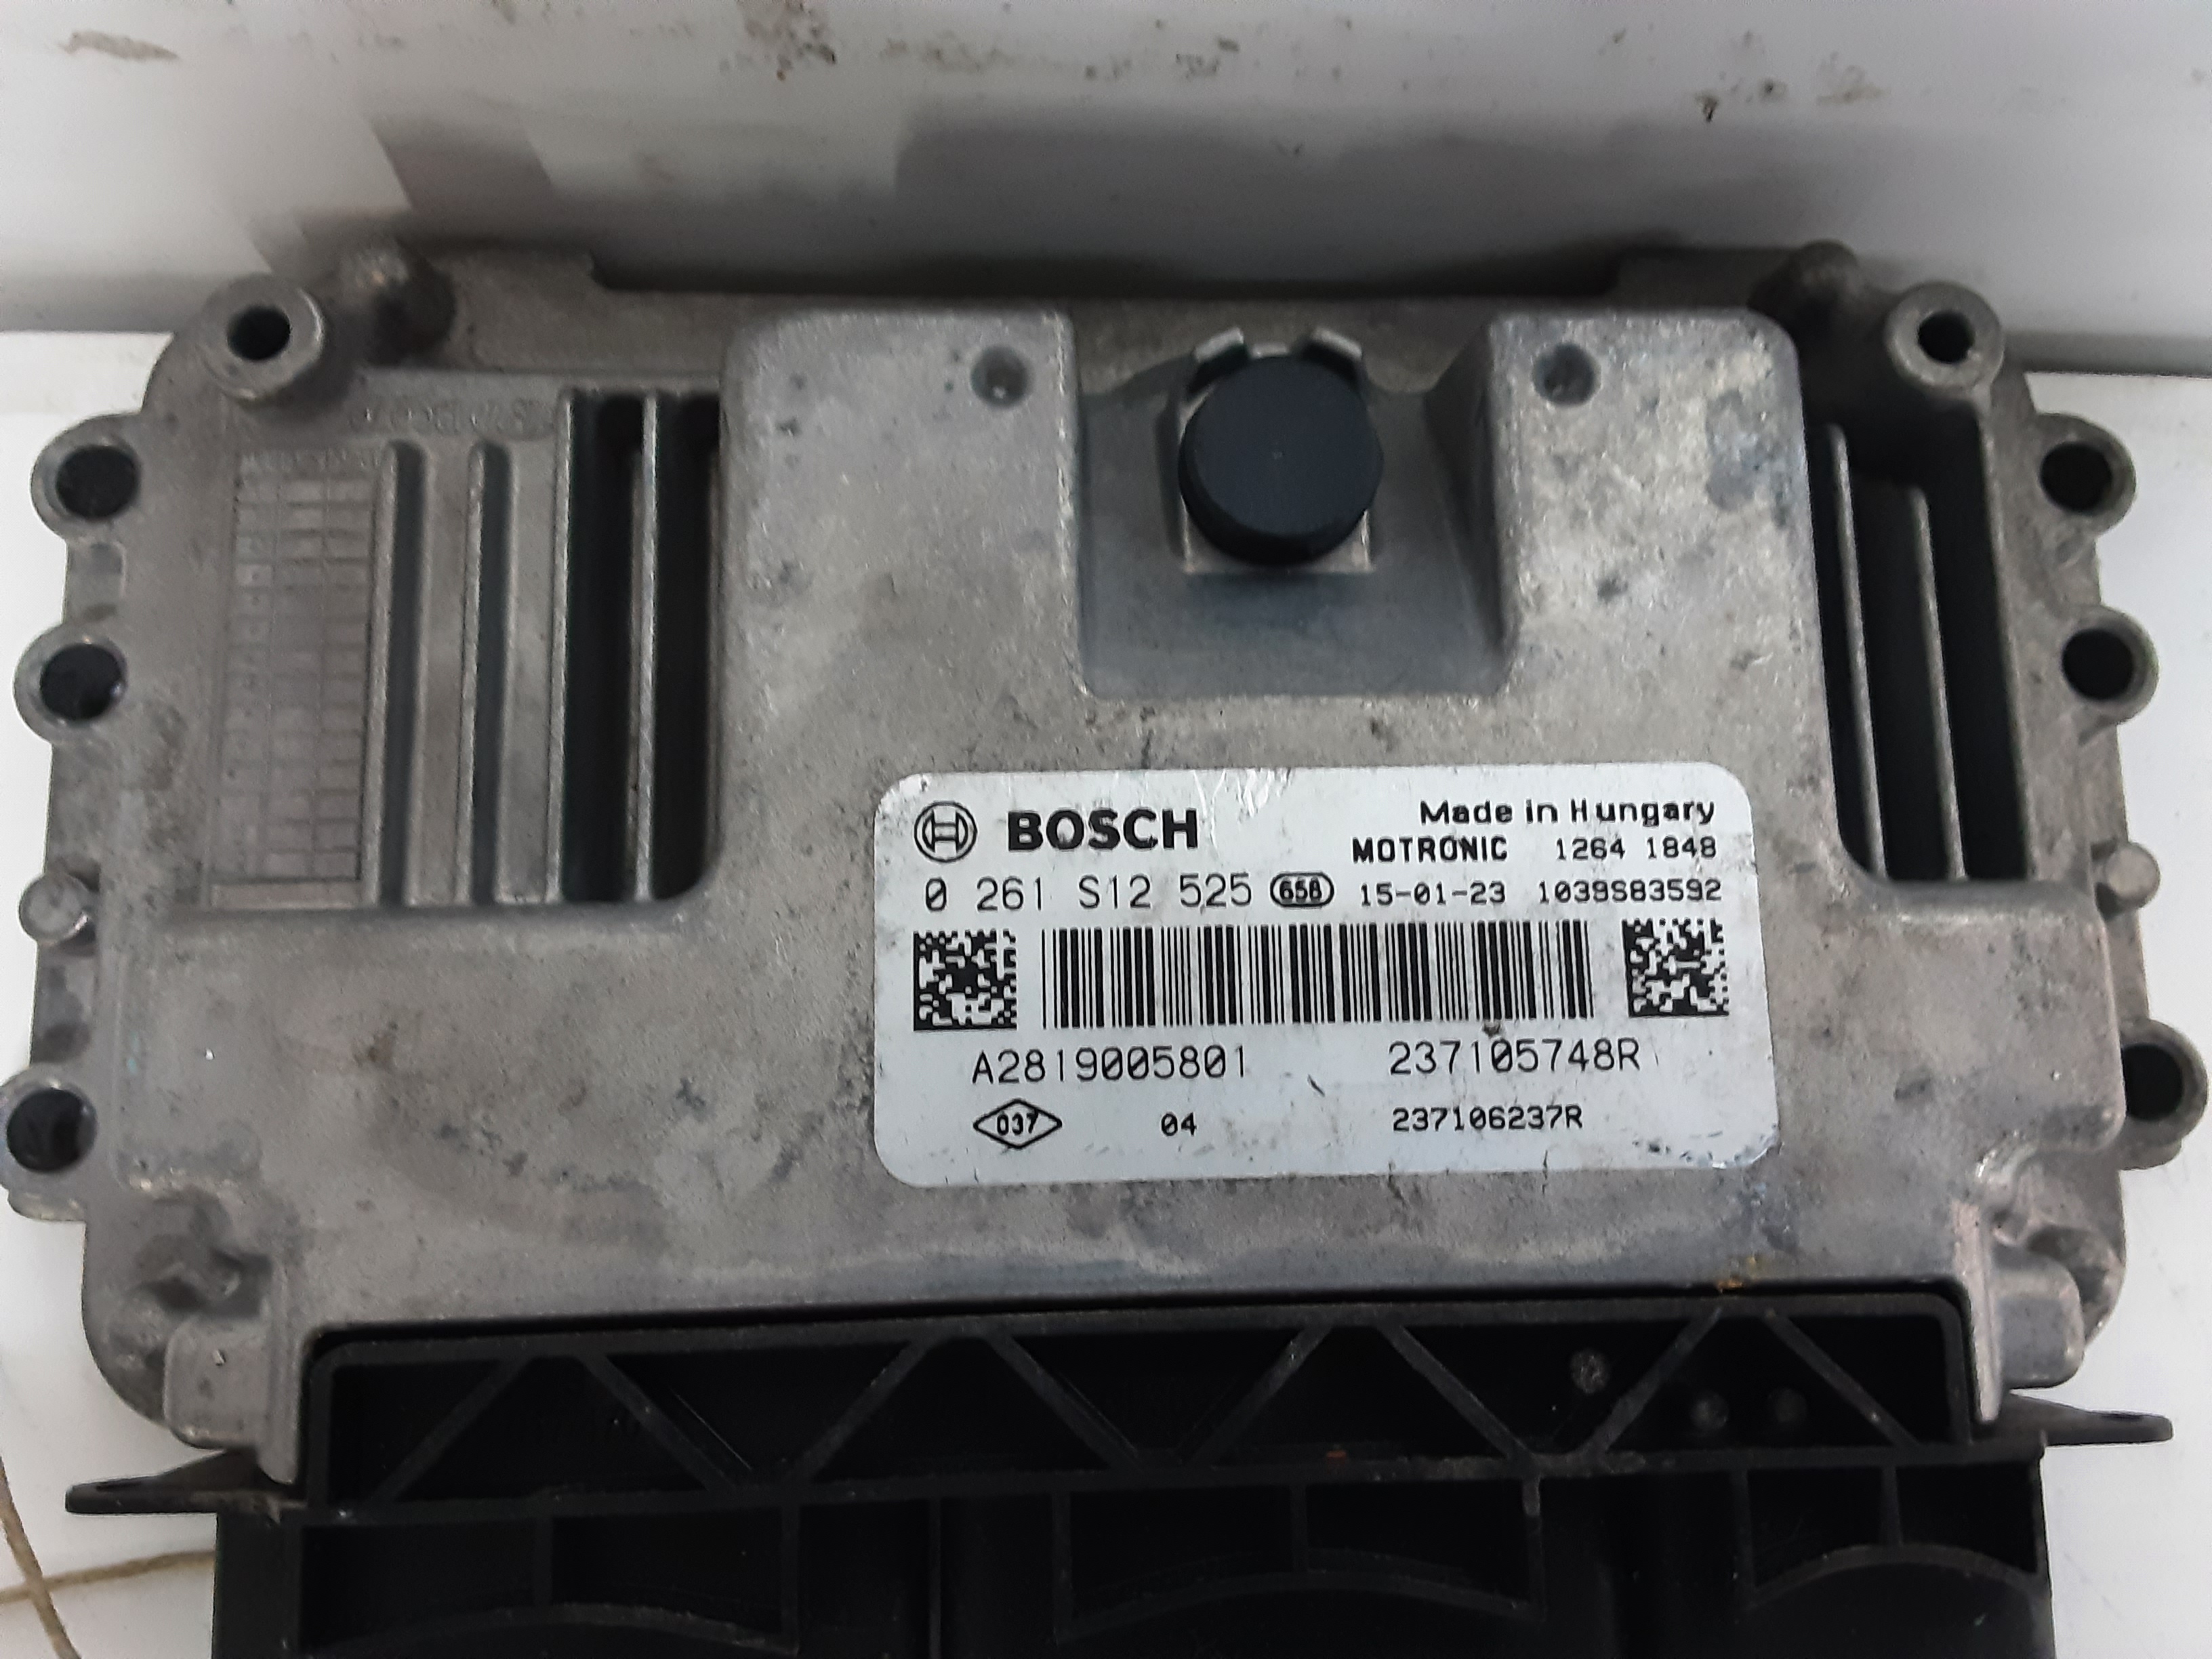 BOSCH
Made in Hungary
MOTRONIC 1264 1848
0 261 S12 525 658 15-01-23 1039S83592
A2819005801 237105748R
037 04 237106237R